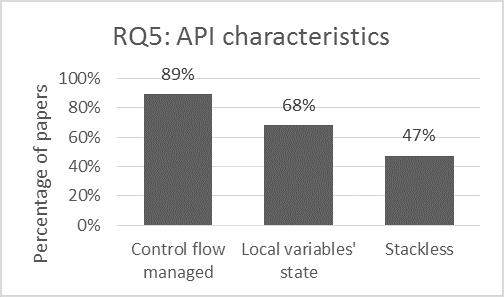 RQ5: API characteristics
Percentage of papers
100%
80%
60%
40%
20%
0%
89%
68%
47%
Control flow
managed
Local variables'
state
Stackless